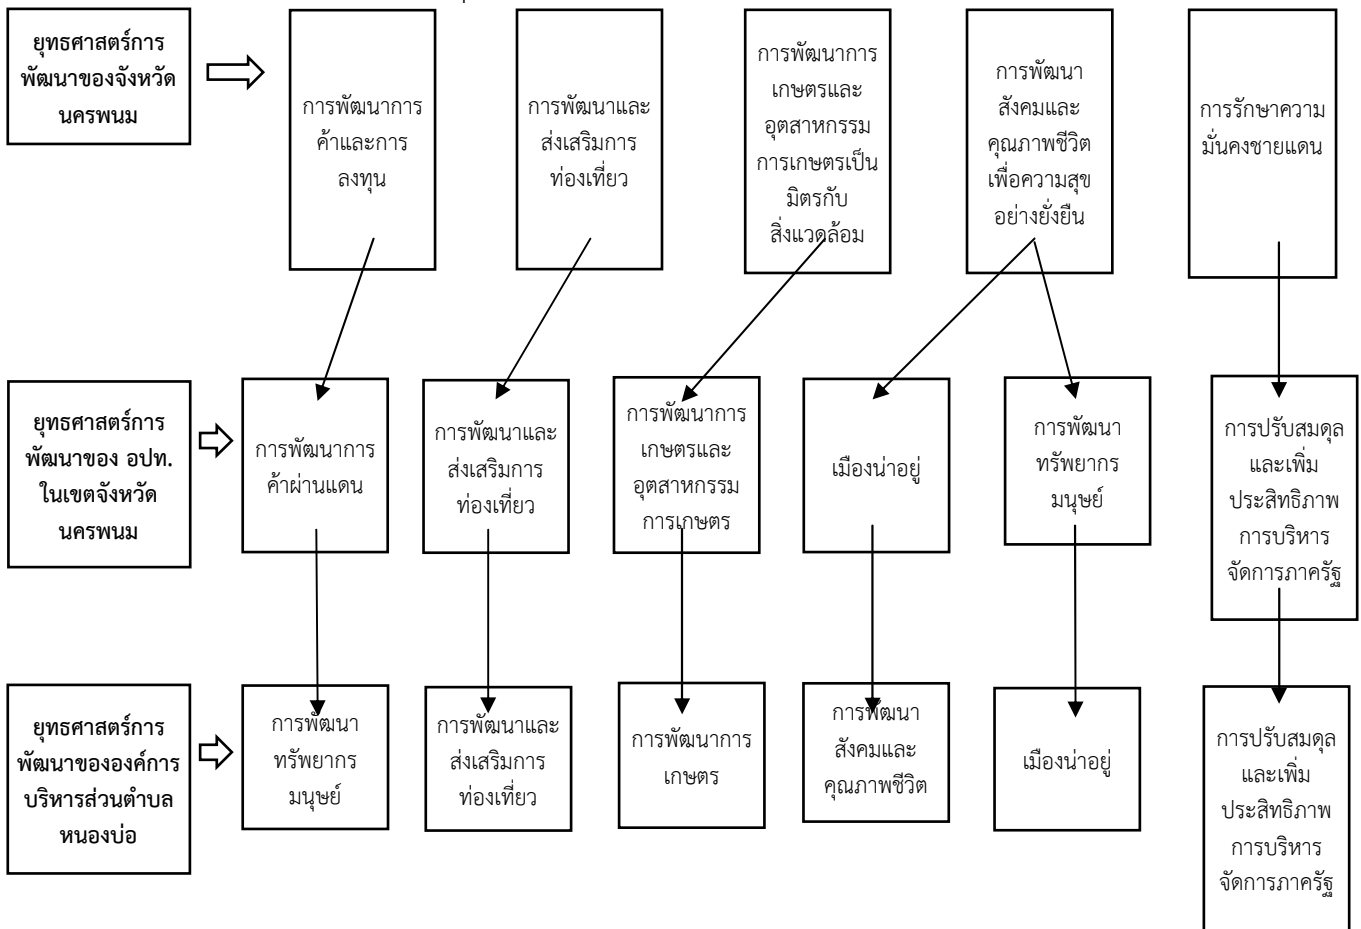 ยุทธศาสตร์การ
พัฒนาของจังหวัด
นครพนม
การพัฒนาการ
ค้าและการ
ลงทุน
การพัฒนาและ
ส่งเสริมการ
ท่องเที่ยว
การพัฒนาการ
เกษตรและ
อุตสาหกรรม
การเกษตรเป็น
มิตรกับ
สิ่งแวดล้อม
การพัฒนา
สังคมและ
คุณภาพชีวิต
เพื่อความสุข
อย่างยั่งยืน
การรักษาความ
มั่นคงชายแดน
ยุทธศาสตร์การ
พัฒนาของ อปท.
ในเขตจังหวัด
นครพนม
การพัฒนาการ
ค้าผ่านแดน
การพัฒนาและ
ส่งเสริมการ
ท่องเที่ยว
การพัฒนาการ
เกษตรและ
อุตสาหกรรม
การเกษตร
เมืองน่าอยู่
การพัฒนา
ทรัพยากร
มนุษย์
การปรับสมดุล
และเพิ่ม
ประสิทธิภาพ
การบริหาร
จัดการภาครัฐ
ยุทธศาสตร์การ
พัฒนาขององค์การ
บริหารส่วนตำบล
หนองบ่อ
การพัฒนา
ทรัพยากร
มนุษย์
การพัฒนาและ
ส่งเสริมการ
ท่องเที่ยว
การพัฒนาการ
เกษตร
การพัฒนา
สังคมและ
คุณภาพชีวิต
เมืองน่าอยู่
การปรับสมดุล
และเพิ่ม
ประสิทธิภาพ
การบริหาร
จัดการภาครัฐ